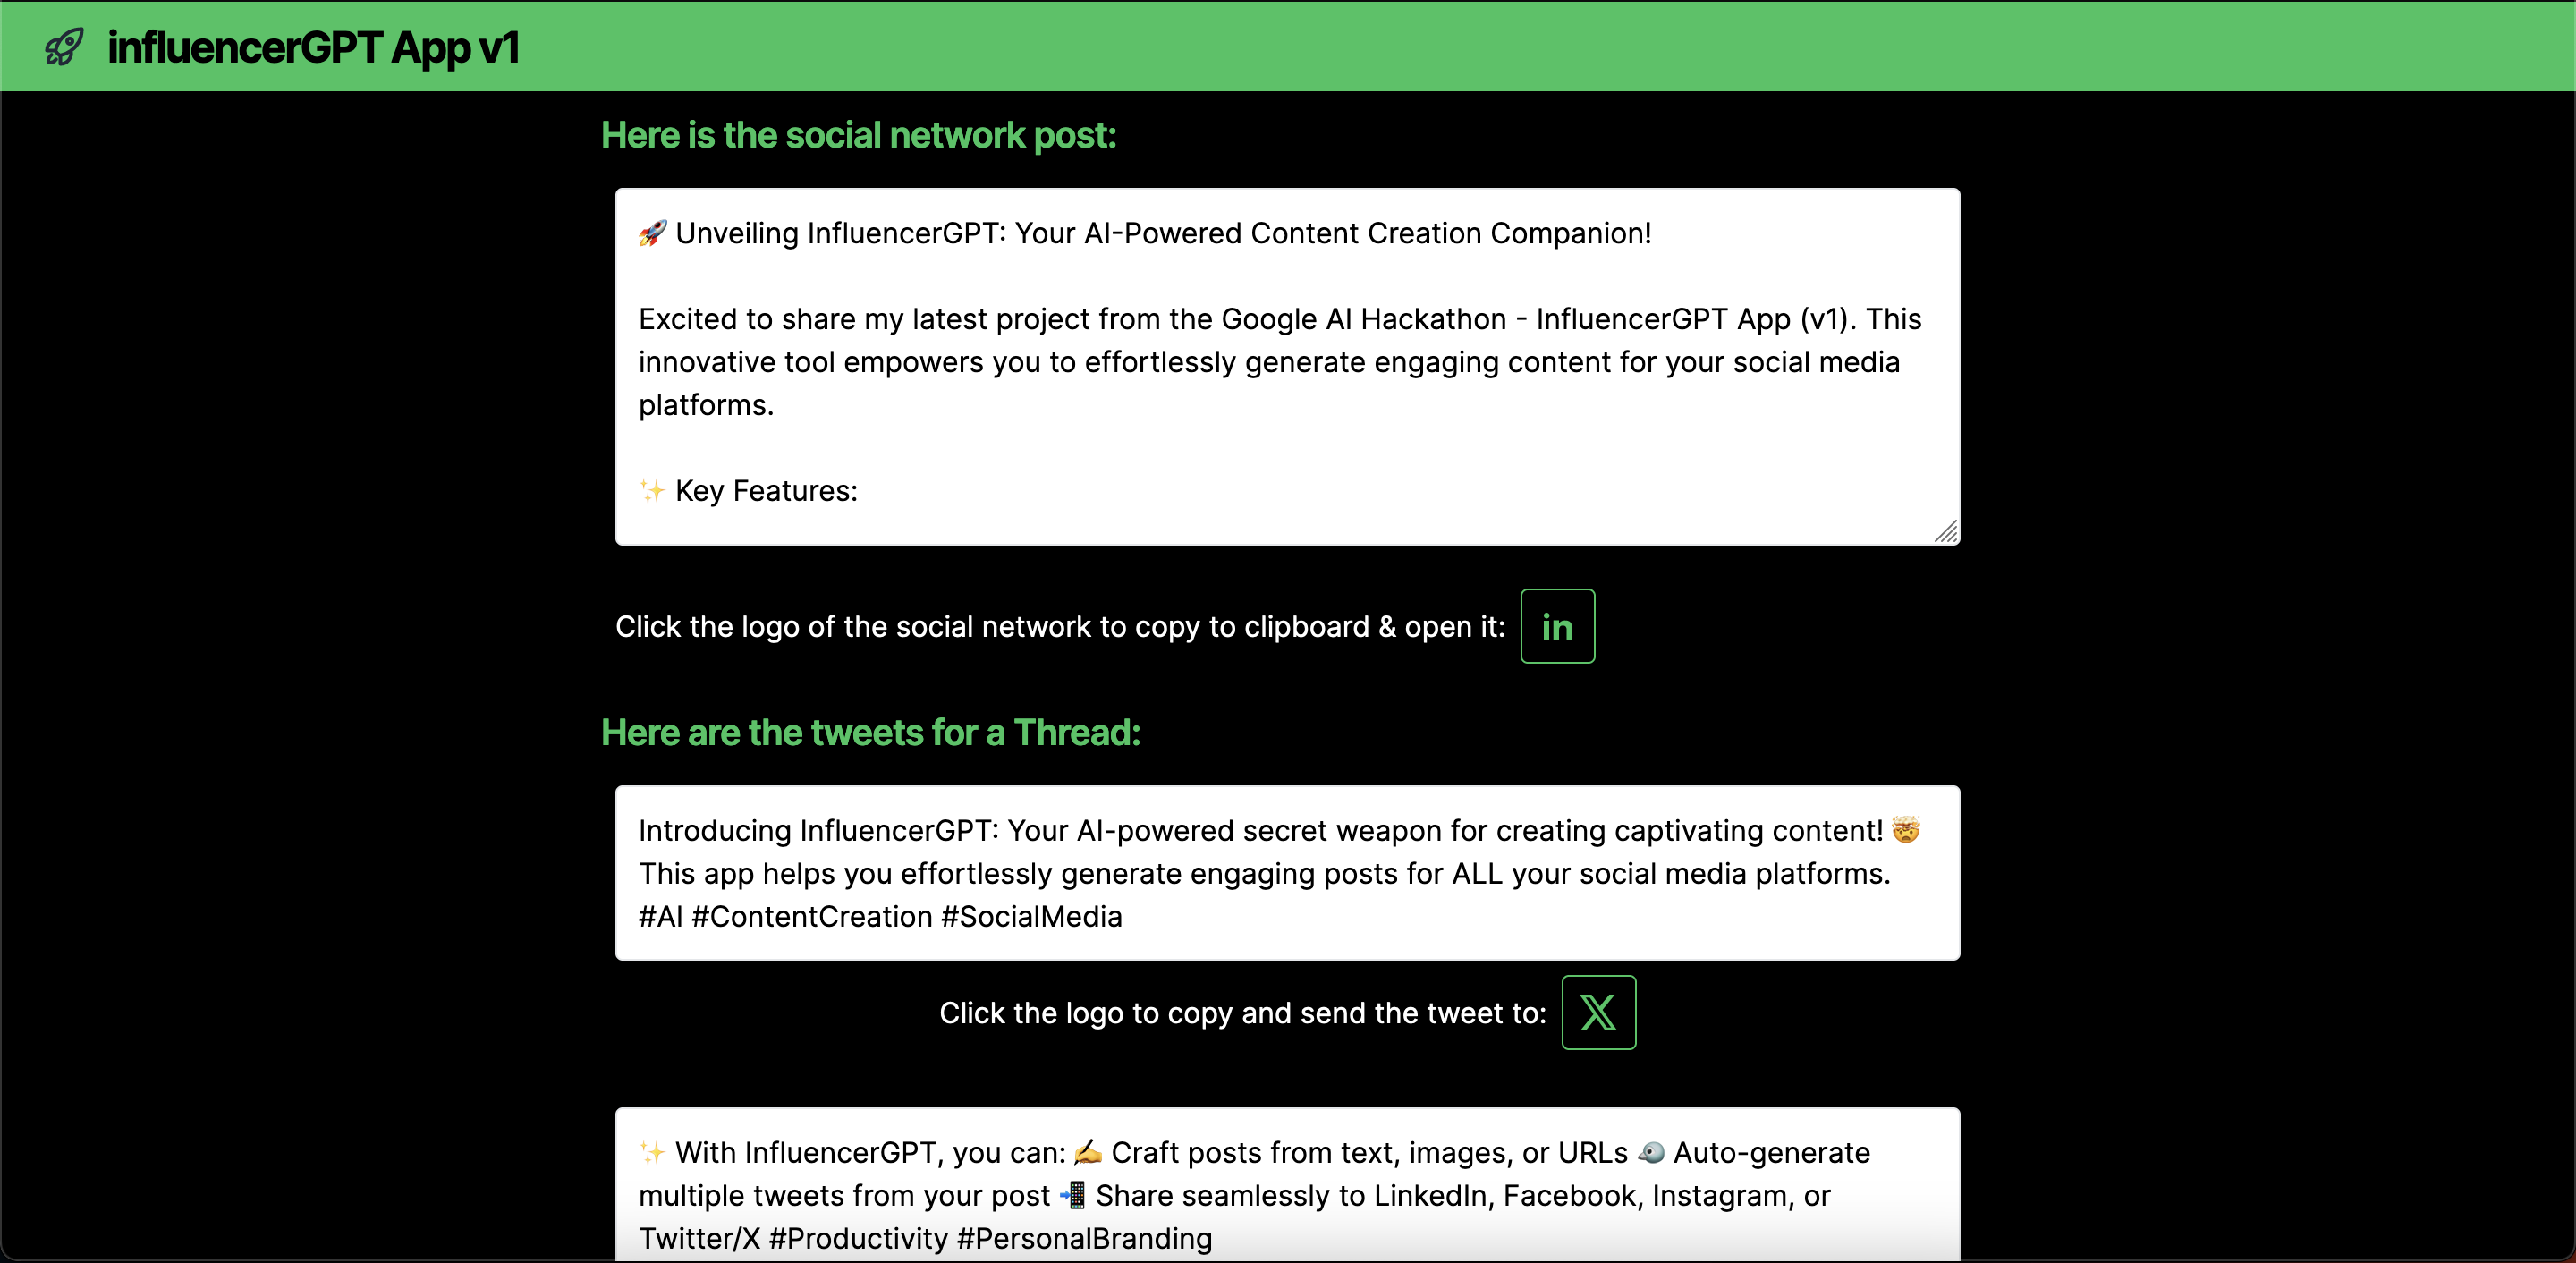 influencerGPT App v1
Here is the social network post:
🚀 Unveiling InfluencerGPT: Your AI-Powered Content Creation Companion!
Excited to share my latest project from the Google AI Hackathon - InfluencerGPT App (v1). This
innovative tool empowers you to effortlessly generate engaging content for your social media
platforms.
✨ Key Features:
Click the logo of the social network to copy to clipboard & open it: in
Here are the tweets for a Thread:
Introducing InfluencerGPT: Your AI-powered secret weapon for creating captivating content! 🤯
This app helps you effortlessly generate engaging posts for ALL your social media platforms.
#AI #ContentCreation #SocialMedia
Click the logo to copy and send the tweet to: X
✨ With InfluencerGPT, you can: ✍️ Craft posts from text, images, or URLs 🐦 Auto-generate
multiple tweets from your post 📲 Share seamlessly to LinkedIn, Facebook, Instagram, or
Twitter/X #Productivity #PersonalBranding